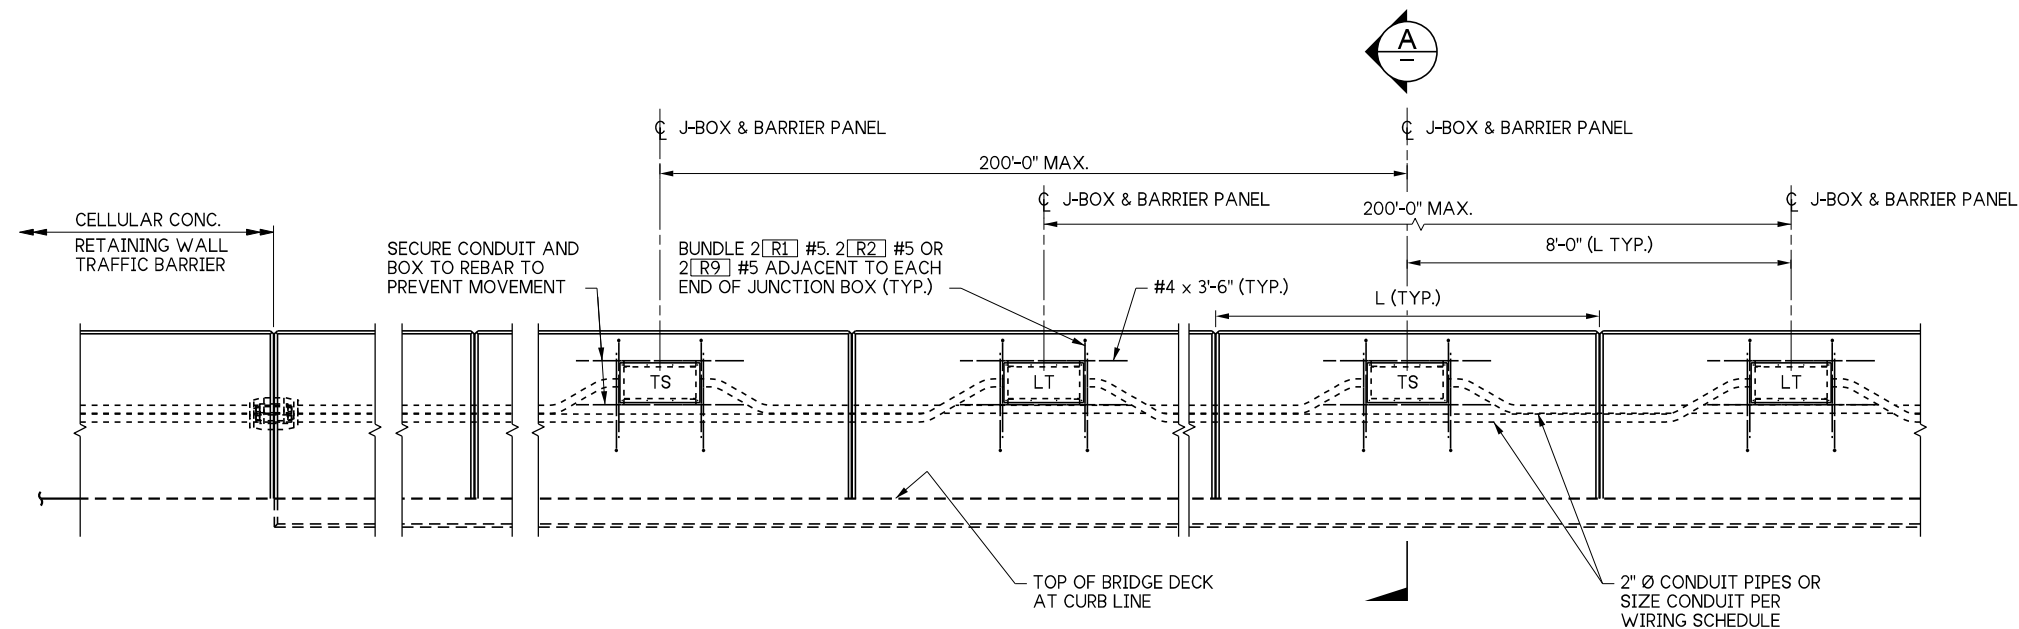 A
–
℄ J-BOX & BARRIER PANEL
℄ J-BOX & BARRIER PANEL
200'-0" MAX.
℄ J-BOX & BARRIER PANEL
℄ J-BOX & BARRIER PANEL
200'-0" MAX.
CELLULAR CONC.
RETAINING WALL
TRAFFIC BARRIER
SECURE CONDUIT AND
BOX TO REBAR TO
PREVENT MOVEMENT
BUNDLE 2 R1 #5. 2 R2 #5 OR
2 R9 #5 ADJACENT TO EACH
END OF JUNCTION BOX (TYP.)
8'-0" (L TYP.)
#4 x 3'-6" (TYP.)
L (TYP.)
TS
LT
TS
LT
TOP OF BRIDGE DECK
AT CURB LINE
2" Ø CONDUIT PIPES OR
SIZE CONDUIT PER
WIRING SCHEDULE